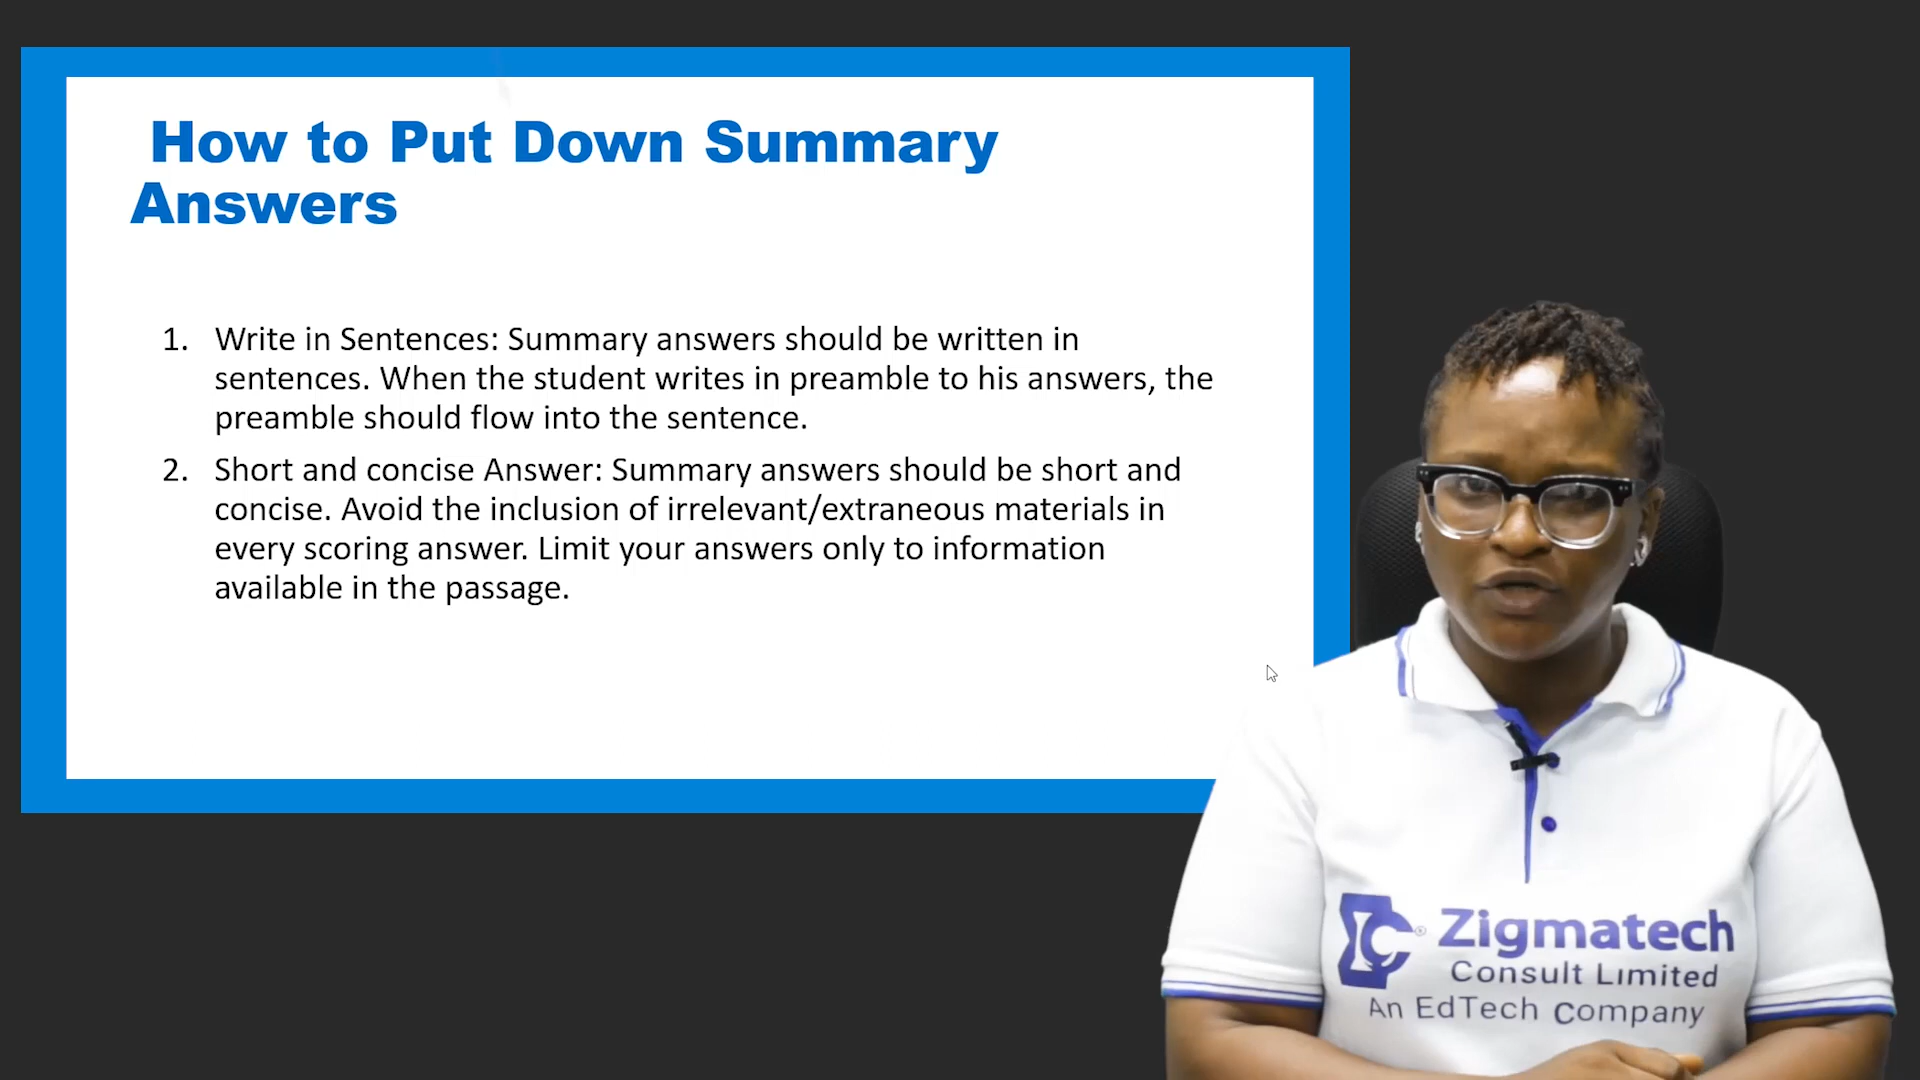 How to Put Down Summary
Answers
1. Write in Sentences: Summary answers should be written in
sentences. When the student writes in preamble to his answers, the
preamble should flow into the sentence.
2. Short and concise Answer: Summary answers should be short and
concise. Avoid the inclusion of irrelevant/extraneous materials in
every scoring answer. Limit your answers only to information
available in the passage.
Zigmatech
Consult Limited
An EdTech Company